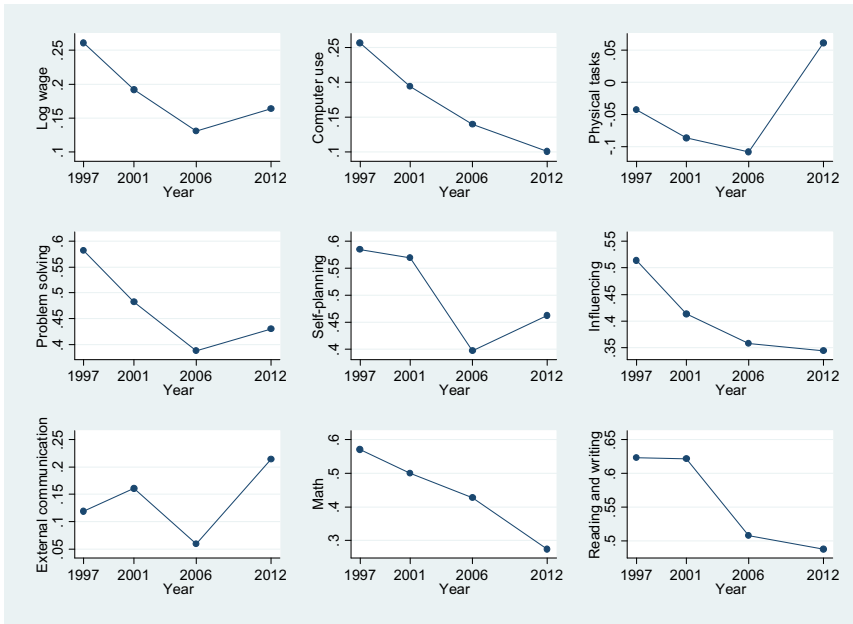 Log wage
.1 .15 .2 .25
1997 2001 2006 2012
Year
Computer use
.1 .15 .2 .25
1997 2001 2006 2012
Year
Physical tasks
-.1 -.05 0 .05
1997 2001 2006 2012
Year
Problem solving
.4 .45 .5 .55 .6
1997 2001 2006 2012
Year
Self-planning
.4 .45 .5 .55 .6
1997 2001 2006 2012
Year
Influencing
.35 .4 .45 .5 .55
1997 2001 2006 2012
Year
External communication
.05 .1 .15 .2 .25
1997 2001 2006 2012
Year
Math
.3 .4 .5 .6
1997 2001 2006 2012
Year
Reading and writing
.5 .55 .6 .65
1997 2001 2006 2012
Year